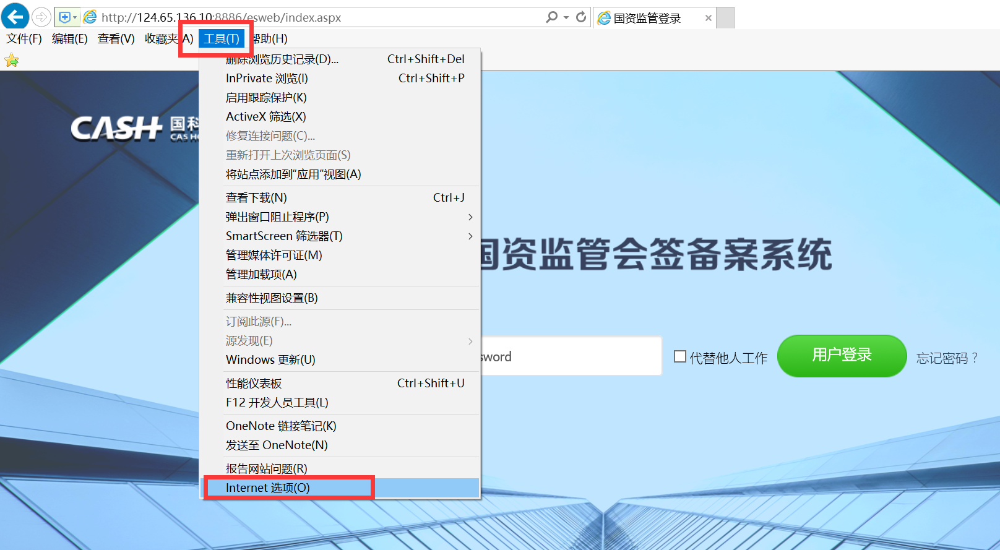 http://124.65.136.10:8886/esweb/index.aspx
国资监管登录
文件(F) 编辑(E) 查看(V) 收藏夹(A) 工具(T) 帮助(H)
删除浏览历史记录(D)... Ctrl+Shift+Del
InPrivate 浏览(I) Ctrl+Shift+P
启用跟踪保护(K)
ActiveX 筛选(X)
修复连接问题(C)...
重新打开上次浏览页面(S)
将站点添加到“应用”视图(A)
查看下载(N) Ctrl+J
弹出窗口阻止程序(P)
SmartScreen 筛选器(T)
管理媒体许可证(M)
管理加载项(A)
兼容性视图设置(B)
订阅此源(F)...
源发现(E)
Windows 更新(U)
性能仪表板 Ctrl+Shift+U
F12 开发人员工具(L)
OneNote 链接笔记(K)
发送至 OneNote(N)
报告网站问题(R)
Internet 选项(O)
CASH 国科
CAS H
国资监管会签备案系统
sword
代替他人工作
用户登录
忘记密码？